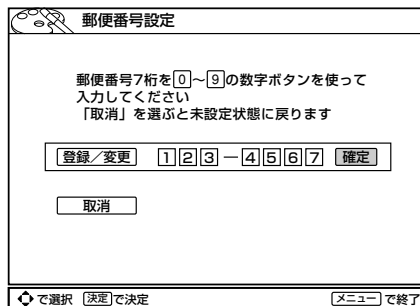 郵便番号設定
郵便番号7桁を0～9の数字ボタンを使って
入力してください
「取消」を選ぶと未設定状態に戻ります
登録／変更 123－4567 確定
取消
で選択 決定で決定 メニューで終了